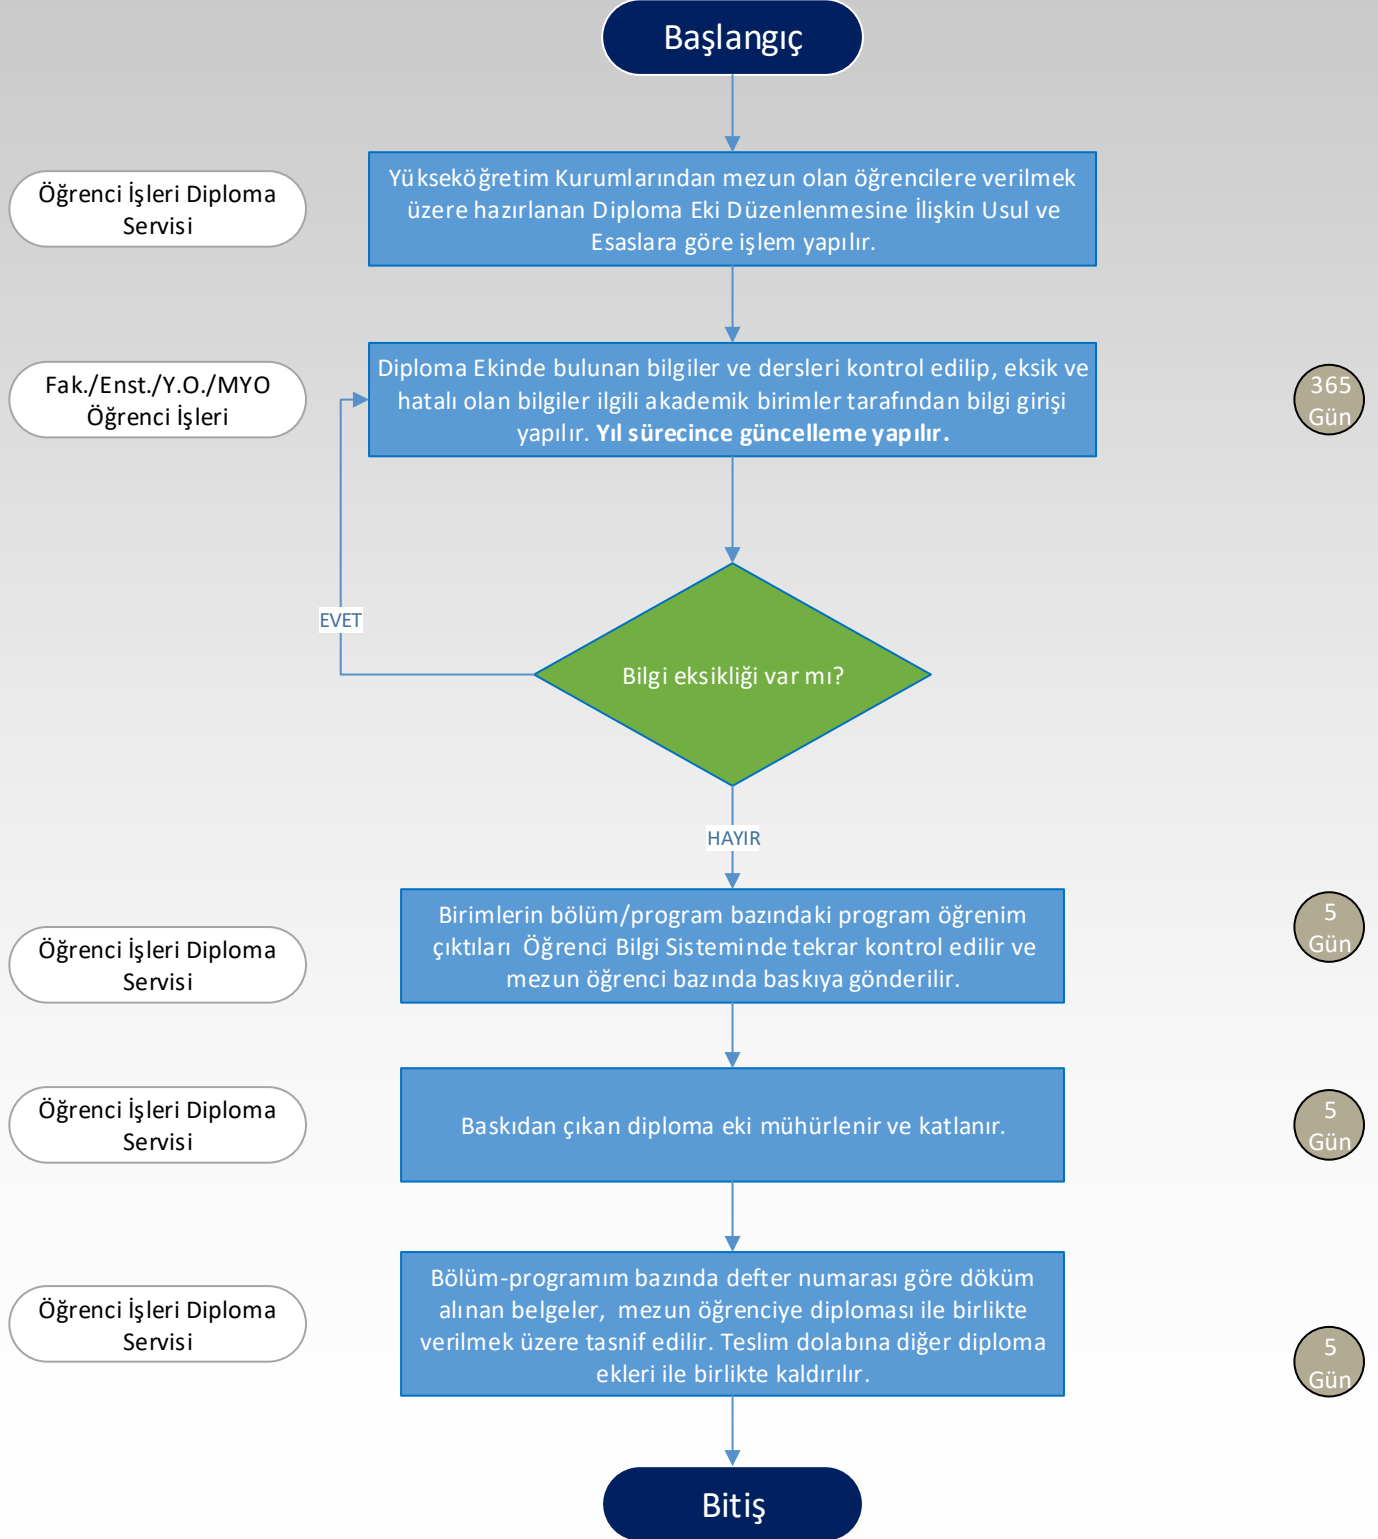 Başlangıç
Öğrenci İşleri Diploma
Servisi
Yükseköğretim Kurumlarından mezun olan öğrencilere verilmek
üzere hazırlanan Diploma Eki Düzenlenmesine İlişkin Usul ve
Esaslara göre işlem yapılır.
Fak./Enst./Y.O./MYO
Öğrenci İşleri
Diploma Ekinde bulunan bilgiler ve dersleri kontrol edilip, eksik ve
hatalı olan bilgiler ilgili akademik birimler tarafından bilgi girişi
yapılır. Yıl sürecince güncelleme yapılır.
365
Gün
EVET
Bilgi eksikliği var mı?
HAYIR
Öğrenci İşleri Diploma
Servisi
Birimlerin bölüm/program bazındaki program öğrenim
çıktıları Öğrenci Bilgi Sisteminde tekrar kontrol edilir ve
mezun öğrenci bazında baskıya gönderilir.
5
Gün
Öğrenci İşleri Diploma
Servisi
Baskıdan çıkan diploma eki mühürlenir ve katlanır.
5
Gün
Öğrenci İşleri Diploma
Servisi
Bölüm-programım bazında defter numarası göre döküm
alınan belgeler, mezun öğrenciye diploması ile birlikte
verilmek üzere tasnif edilir. Teslim dolabına diğer diploma
ekleri ile birlikte kaldırılır.
5
Gün
Bitiş